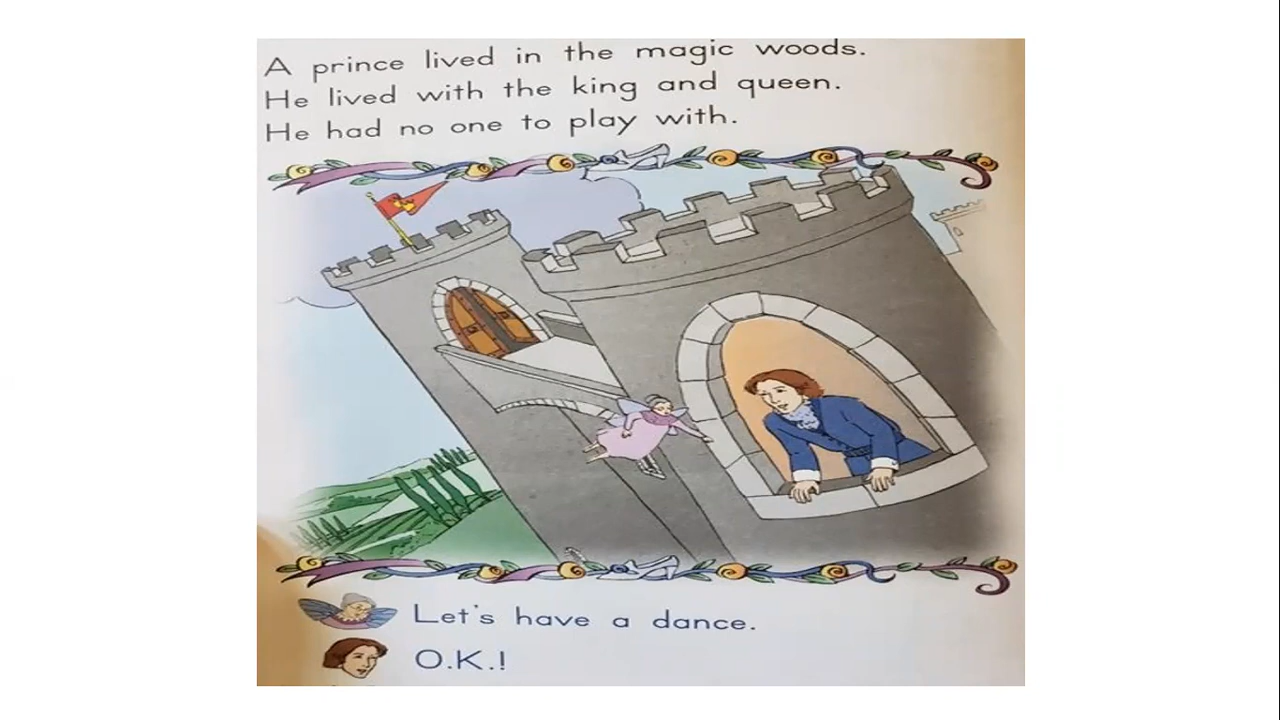 A prince lived in the magic woods.
He lived with the king and queen.
He had no one to play with.
Let's have a dance.
O.K.!